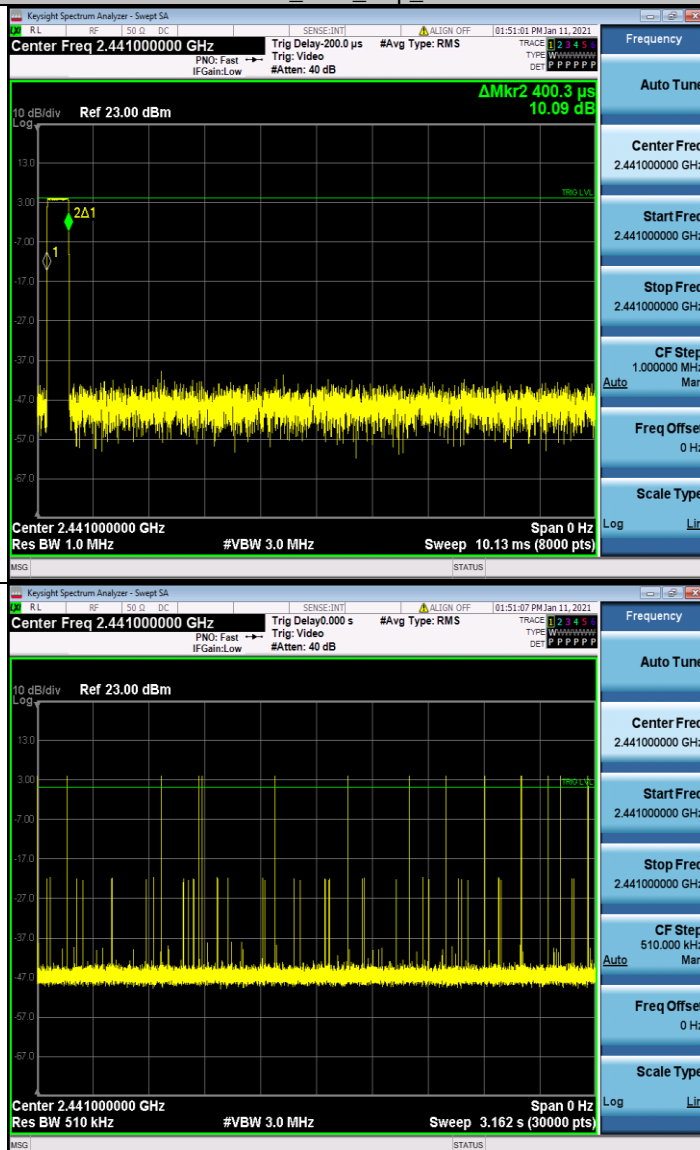 Keysight Spectrum Analyzer - Swept SA
RL RF 50 Ω DC SENSE:INT ALIGN OFF 01:51:01 PM Jan 11, 2021
Center Freq 2.441000000 GHz Trig Delay-200.0 µs #Avg Type: RMS TRACE 1 2 3 4 5 6
PNO: Fast Trig: Video TYPE WWWWWW
IFGain:Low #Atten: 40 dB DET P P P P P P
Frequency
Auto Tune
ΔMkr2 400.3 µs
10.09 dB
10 dB/div Ref 23.00 dBm
Log
Center Freq
2.441000000 GHz
13.0
TRIG LVL
3.00
2Δ1
Start Freq
2.441000000 GHz
-7.00
1
-17.0
Stop Freq
2.441000000 GHz
-27.0
-37.0
CF Step
1.000000 MHz
Auto Man
-47.0
-57.0
Freq Offset
0 Hz
-67.0
Scale Type
Log Lin
Center 2.441000000 GHz Span 0 Hz
Res BW 1.0 MHz #VBW 3.0 MHz Sweep 10.13 ms (8000 pts)
MSG STATUS
Keysight Spectrum Analyzer - Swept SA
RL RF 50 Ω DC SENSE:INT ALIGN OFF 01:51:07 PM Jan 11, 2021
Center Freq 2.441000000 GHz Trig Delay0.000 s #Avg Type: RMS TRACE 1 2 3 4 5 6
PNO: Fast Trig: Video TYPE WWWWWW
IFGain:Low #Atten: 40 dB DET P P P P P P
Frequency
Auto Tune
10 dB/div Ref 23.00 dBm
Log
Center Freq
2.441000000 GHz
13.0
3.00
TRIG LVL
Start Freq
2.441000000 GHz
-7.00
-17.0
Stop Freq
2.441000000 GHz
-27.0
-37.0
CF Step
510.000 kHz
Auto Man
-47.0
-57.0
Freq Offset
0 Hz
-67.0
Scale Type
Log Lin
Center 2.441000000 GHz Span 0 Hz
Res BW 510 kHz #VBW 3.0 MHz Sweep 3.162 s (30000 pts)
MSG STATUS